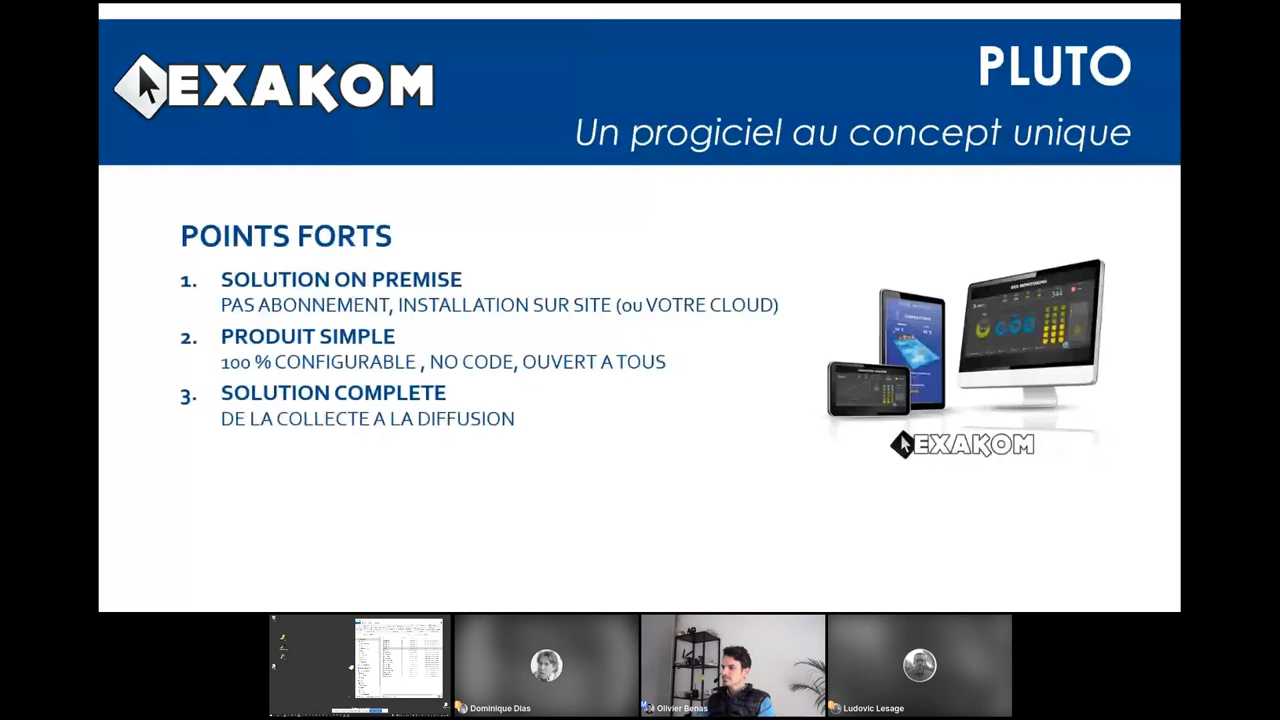 EXAKOM
PLUTO
Un progiciel au concept unique
POINTS FORTS
1. SOLUTION ON PREMISE
PAS ABONNEMENT, INSTALLATION SUR SITE (ou VOTRE CLOUD)
2. PRODUIT SIMPLE
100 % CONFIGURABLE , NO CODE, OUVERT A TOUS
3. SOLUTION COMPLETE
DE LA COLLECTE A LA DIFFUSION
EXAKOM
Dominique Dias
Olivier Benas
Ludovic Lesage